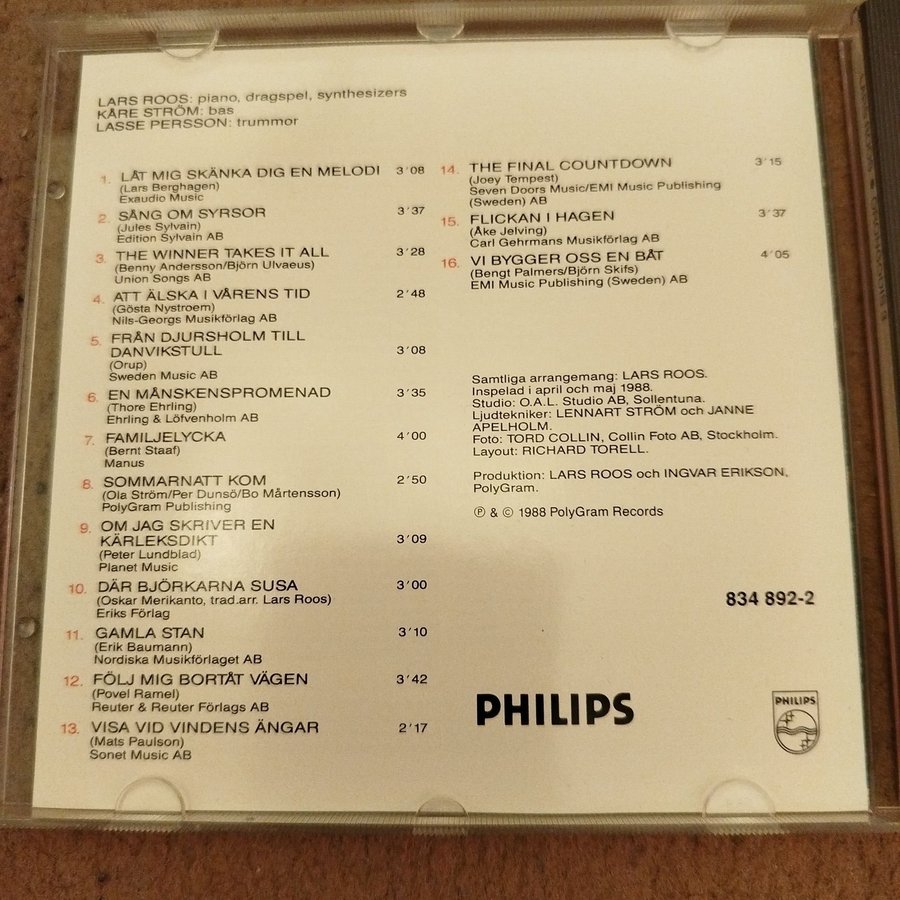 LARS ROOS: piano, dragspel, synthesizers
KÅRE STRÖM: bas
LASSE PERSSON: trummor
1. LÅT MIG SKÄNKA DIG EN MELODI 3'08
(Lars Berghagen)
Exaudio Music
2. SÅNG OM SYRSOR 3'37
(Jules Sylvain)
Edition Sylvain AB
3. THE WINNER TAKES IT ALL 3'28
(Benny Andersson/Björn Ulvaeus)
Union Songs AB
4. ATT ÄLSKA I VÅRENS TID 2'48
(Gösta Nystroem)
Nils-Georgs Musikförlag AB
5. FRÅN DJURSHOLM TILL
DANVIKSTULL 3'08
(Orup)
Sweden Music AB
6. EN MÅNSKENSPROMENAD 3'35
(Thore Ehrling)
Ehrling & Löfvenholm AB
7. FAMILJELYCKA 4'00
(Bernt Staaf)
Manus
8. SOMMARNATT KOM 2'50
(Ola Ström/Per Dunsö/Bo Mårtensson)
PolyGram Publishing
9. OM JAG SKRIVER EN
KÄRLEKSDIKT 3'09
(Peter Lundblad)
Planet Music
10. DÄR BJÖRKARNA SUSA 3'00
(Oskar Merikanto, trad.arr. Lars Roos)
Eriks Förlag
11. GAMLA STAN 3'10
(Erik Baumann)
Nordiska Musikförlaget AB
12. FÖLJ MIG BORTÅT VÄGEN 3'42
(Povel Ramel)
Reuter & Reuter Förlags AB
13. VISA VID VINDENS ÄNGAR 2'17
(Mats Paulson)
Sonet Music AB
14. THE FINAL COUNTDOWN 3'15
(Joey Tempest)
Seven Doors Music/EMI Music Publishing
(Sweden) AB
15. FLICKAN I HAGEN 3'37
(Åke Jelving)
Carl Gehrmans Musikförlag AB
16. VI BYGGER OSS EN BÅT 4'05
(Bengt Palmers/Björn Skifs)
EMI Music Publishing (Sweden) AB
Samtliga arrangemang: LARS ROOS.
Inspelad i april och maj 1988.
Studio: O.A.L. Studio AB, Sollentuna.
Ljudtekniker: LENNART STRÖM och JANNE
APELHOLM.
Foto: TORD COLLIN, Collin Foto AB, Stockholm.
Layout: RICHARD TORELL.
Produktion: LARS ROOS och INGVAR ERIKSON,
PolyGram.
℗ & © 1988 PolyGram Records
834 892-2
PHILIPS
PHILIPS